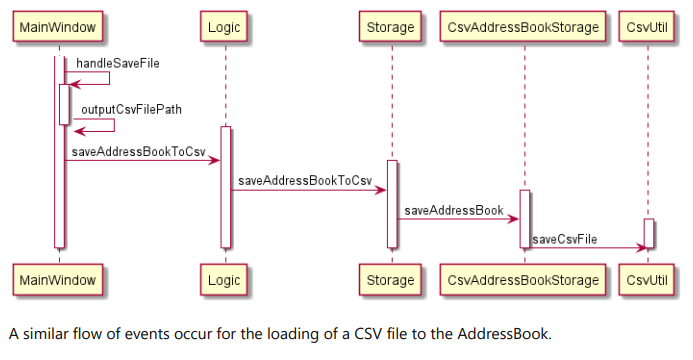 MainWindow Logic Storage CsvAddressBookStorage CsvUtil
handleSaveFile
outputCsvFilePath
saveAddressBookToCsv
saveAddressBookToCsv
saveAddressBook
saveCsvFile
MainWindow Logic Storage CsvAddressBookStorage CsvUtil
A similar flow of events occur for the loading of a CSV file to the AddressBook.